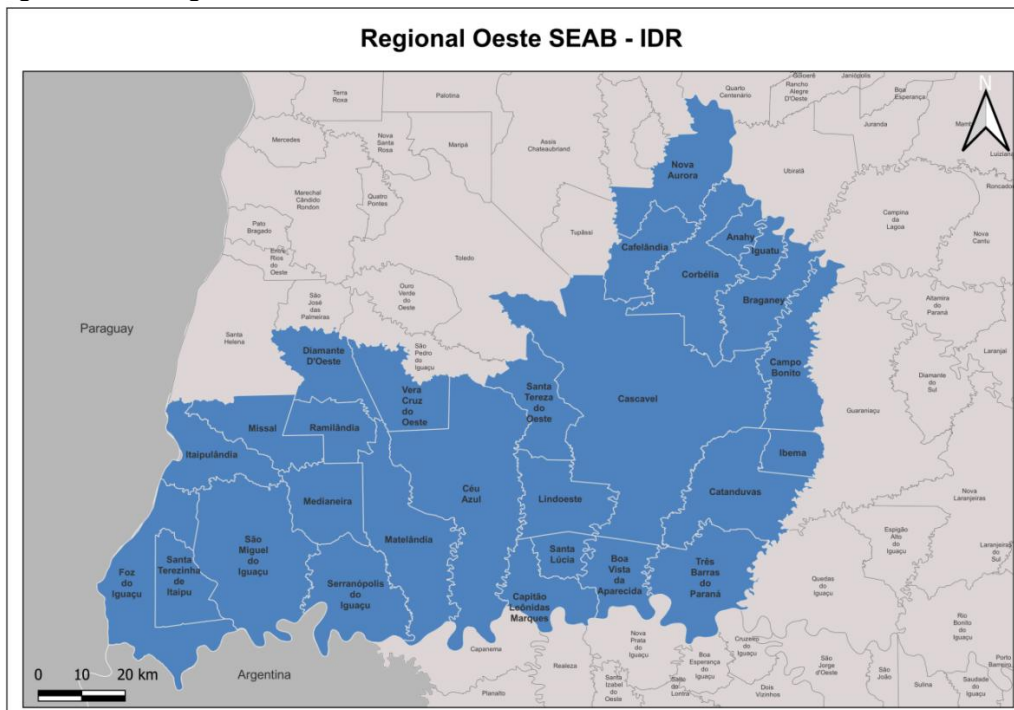 Regional Oeste SEAB - IDR
N
Terra
Roxa
Palotina
Quarto
Centenário
Goioerê
Rancho
Alegre
D'Oeste
Janiópolis
Boa
Esperança
Juranda
Luiziana
Roncador
Mercedes
Nova
Santa
Rosa
Maripá
Assis
Chateaubriand
Nova
Aurora
Ubiratã
Marechal
Cândido
Rondon
Quatro
Pontes
Pato
Bragado
Entre
Rios
do
Oeste
Tupãssi
Cafelândia
Anahy
Iguatu
Campina
da
Lagoa
Nova
Cantu
Toledo
Corbélia
Braganey
São
José
das
Palmeiras
Ouro
Verde
do
Oeste
Altamira
do
Paraná
Paraguay
Santa
Helena
Diamante
D'Oeste
São
Pedro
do
Iguaçu
Laranjal
Vera
Cruz
do
Oeste
Santa
Tereza
do
Oeste
Cascavel
Campo
Bonito
Diamante
do
Sul
Guaraniaçu
Missal
Ramilândia
Itaipulândia
Ibema
Medianeira
Céu
Azul
Lindoeste
Catanduvas
Nova
Laranjeiras
São
Miguel
do
Iguaçu
Matelândia
Santa
Lúcia
Boa
Vista
da
Aparecida
Espigão
Alto
do
Iguaçu
Laranjeiras
do
Sul
Foz
do
Iguaçu
Santa
Terezinha
de
Itaipu
Serranópolis
do
Iguaçu
Capitão
Leônidas
Marques
Três
Barras
do
Paraná
Quedas
do
Iguaçu
Rio
Bonito
do
Iguaçu
Capanema
Realeza
Nova
Prata
do
Iguaçu
Boa
Esperança
do
Iguaçu
Cruzeiro
do
Iguaçu
São
Jorge
d'Oeste
São
João
Porto
Barreiro
Argentina
Planalto
Santa
Izabel
do
Oeste
Salto
do
Lontra
Dois
Vizinhos
Sulina
Saudade
do
Iguaçu
0 10 20 km